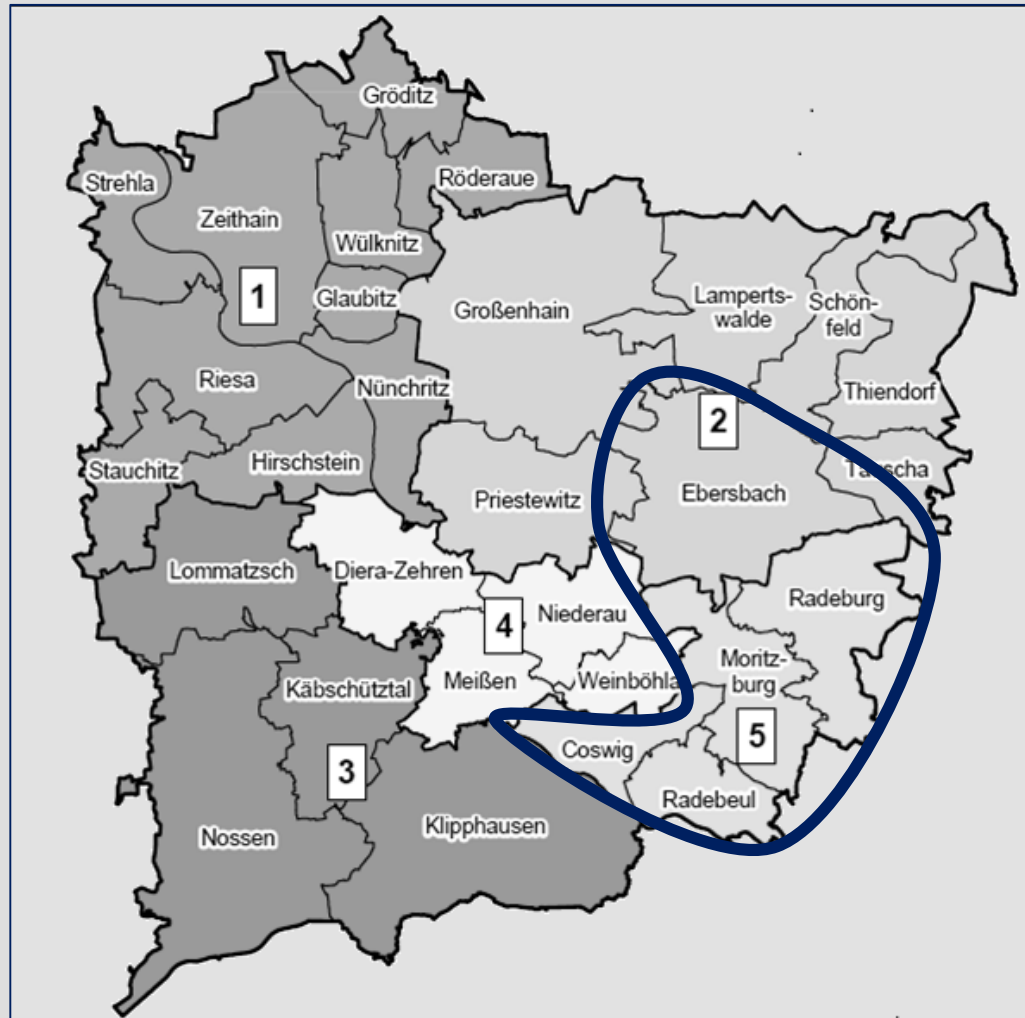 Gröditz
Strehla
Röderaue
Zeithain
Wülknitz
1
Glaubitz
Großenhain
Lamperts-
walde
Schön-
feld
Riesa
Nünchritz
Thiendorf
2
Stauchitz
Hirschstein
Tauscha
Priestewitz
Ebersbach
Lommatzsch
Diera-Zehren
Radeburg
4
Niederau
Moritz-
burg
Käbschütztal
Meißen
Weinböhla
5
Coswig
3
Radebeul
Klipphausen
Nossen